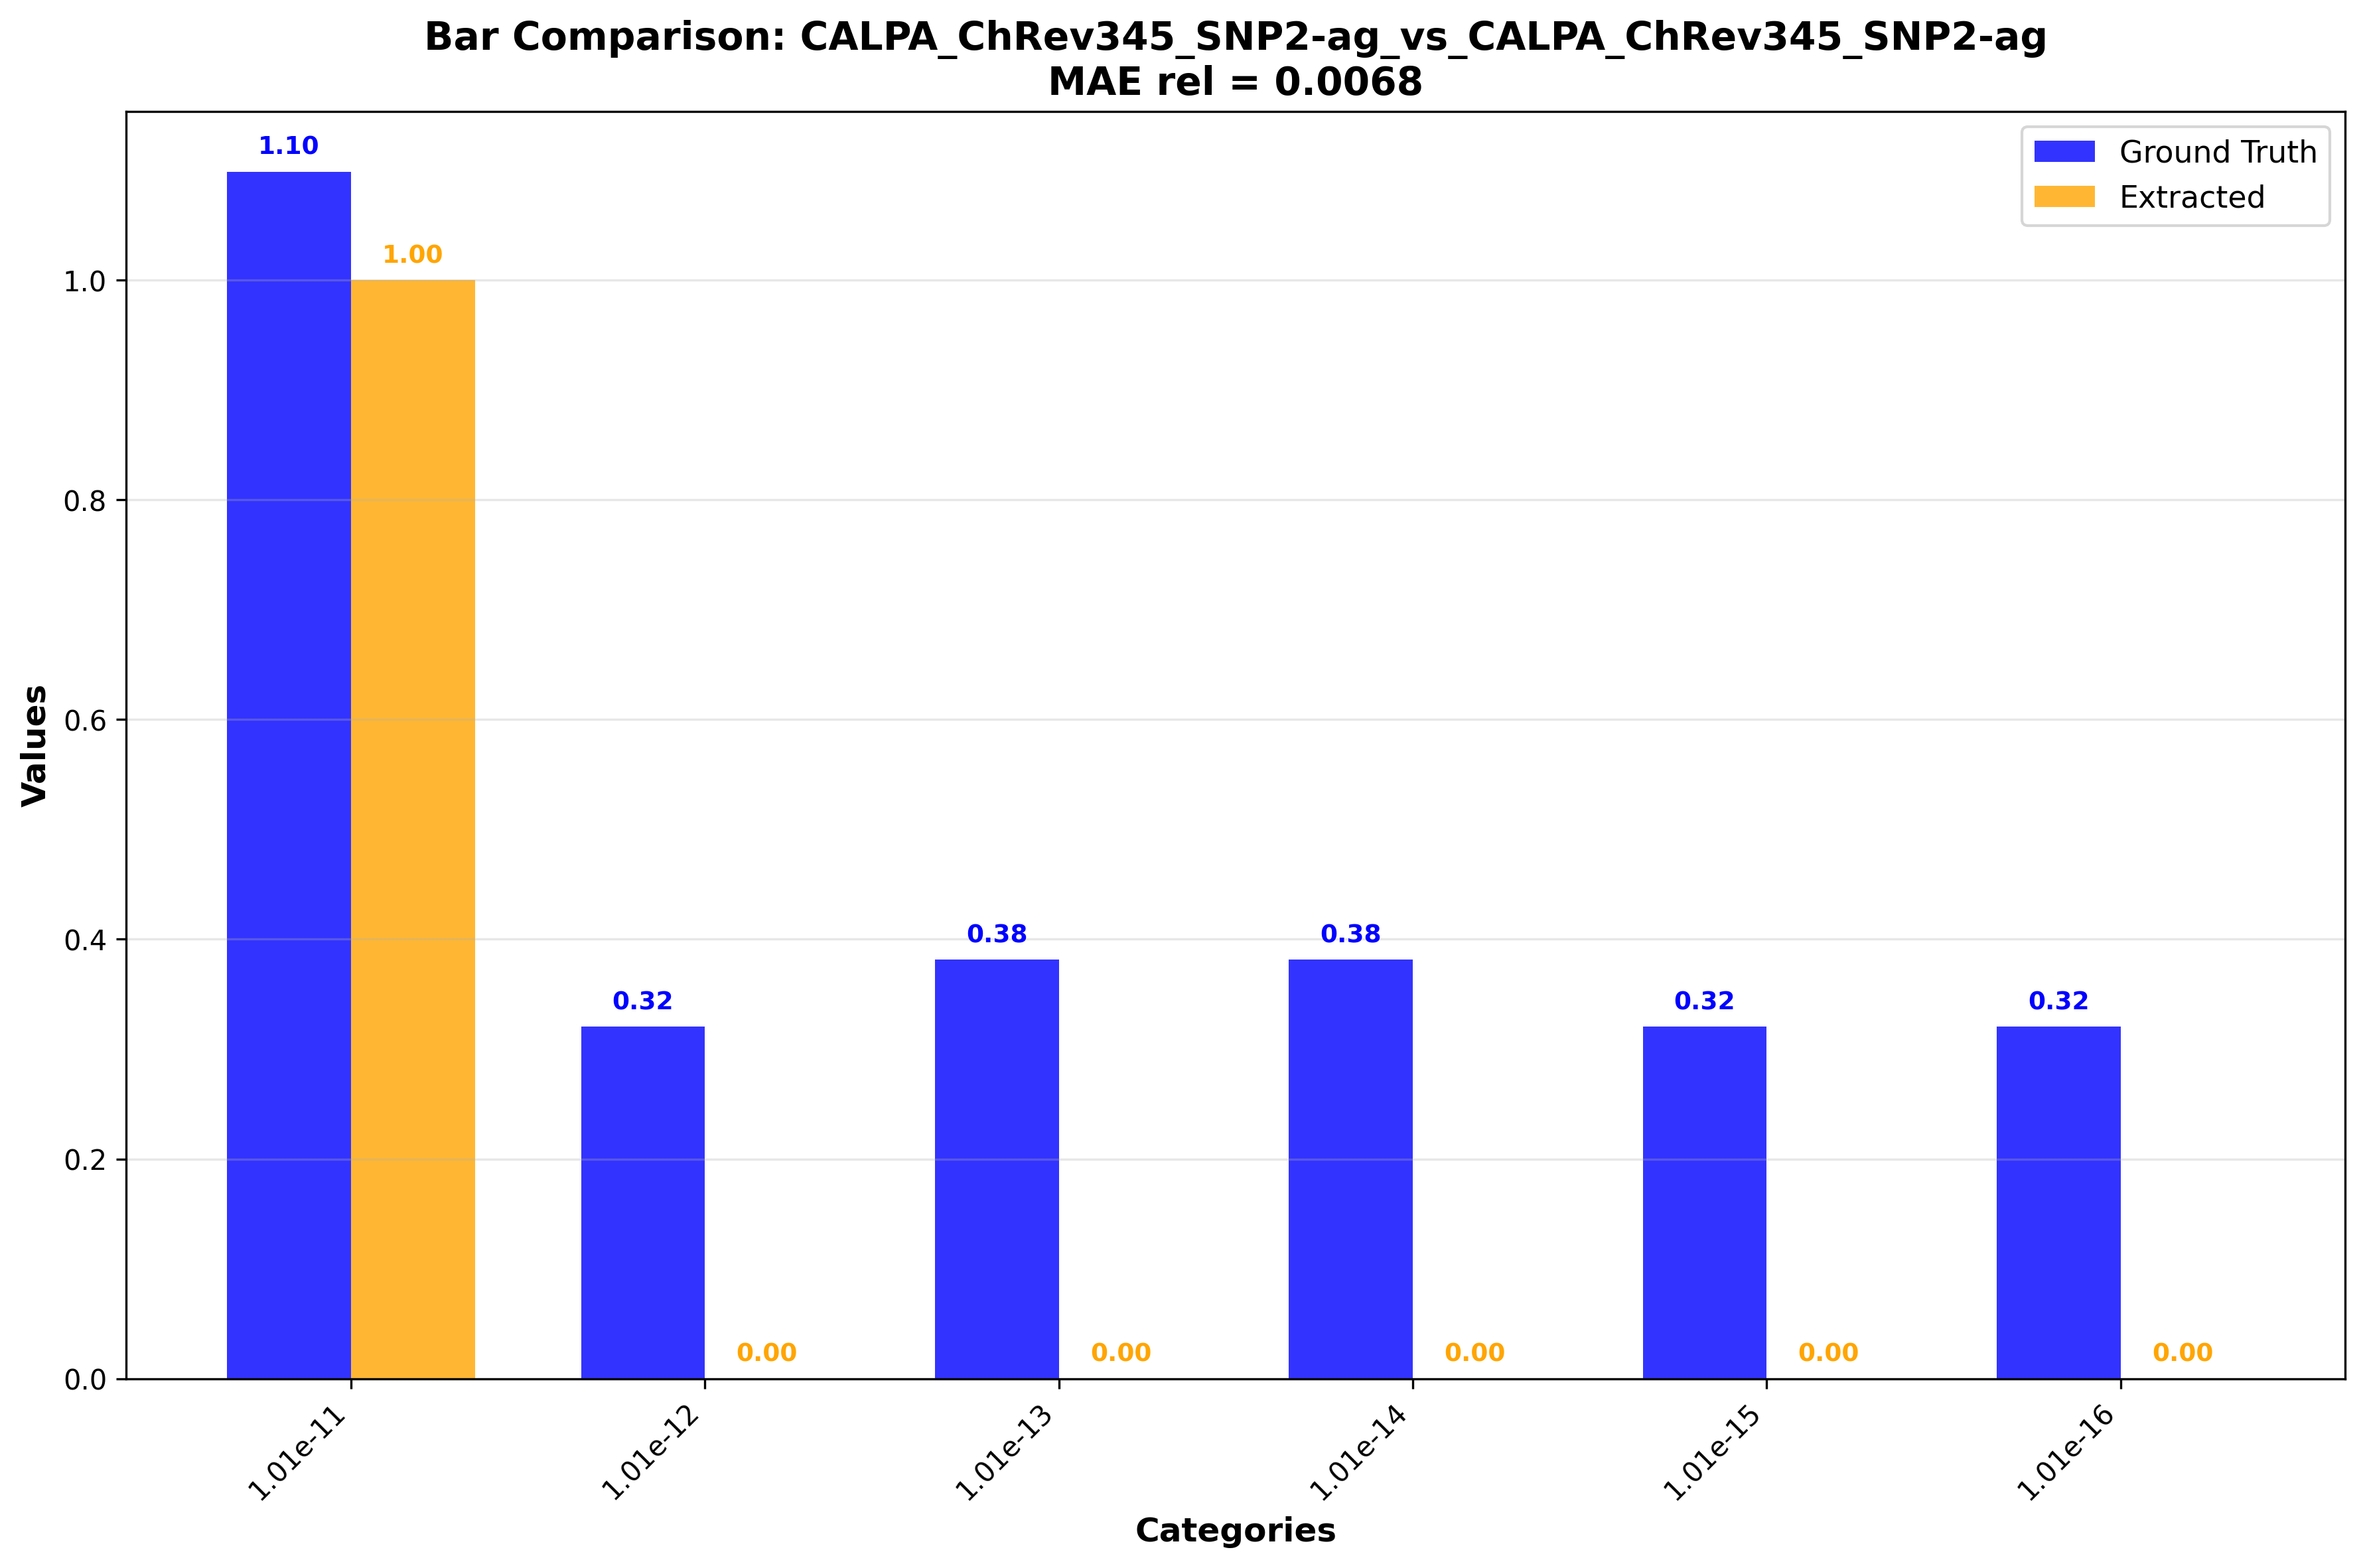 Bar Comparison: CALPA_ChRev345_SNP2-ag_vs_CALPA_ChRev345_SNP2-ag
MAE rel = 0.0068
Ground Truth
Extracted
Values
1.0
0.8
0.6
0.4
0.2
0.0
1.10
1.00
0.32
0.00
0.38
0.00
0.38
0.00
0.32
0.00
0.32
0.00
1.01e-11
1.01e-12
1.01e-13
1.01e-14
1.01e-15
1.01e-16
Categories